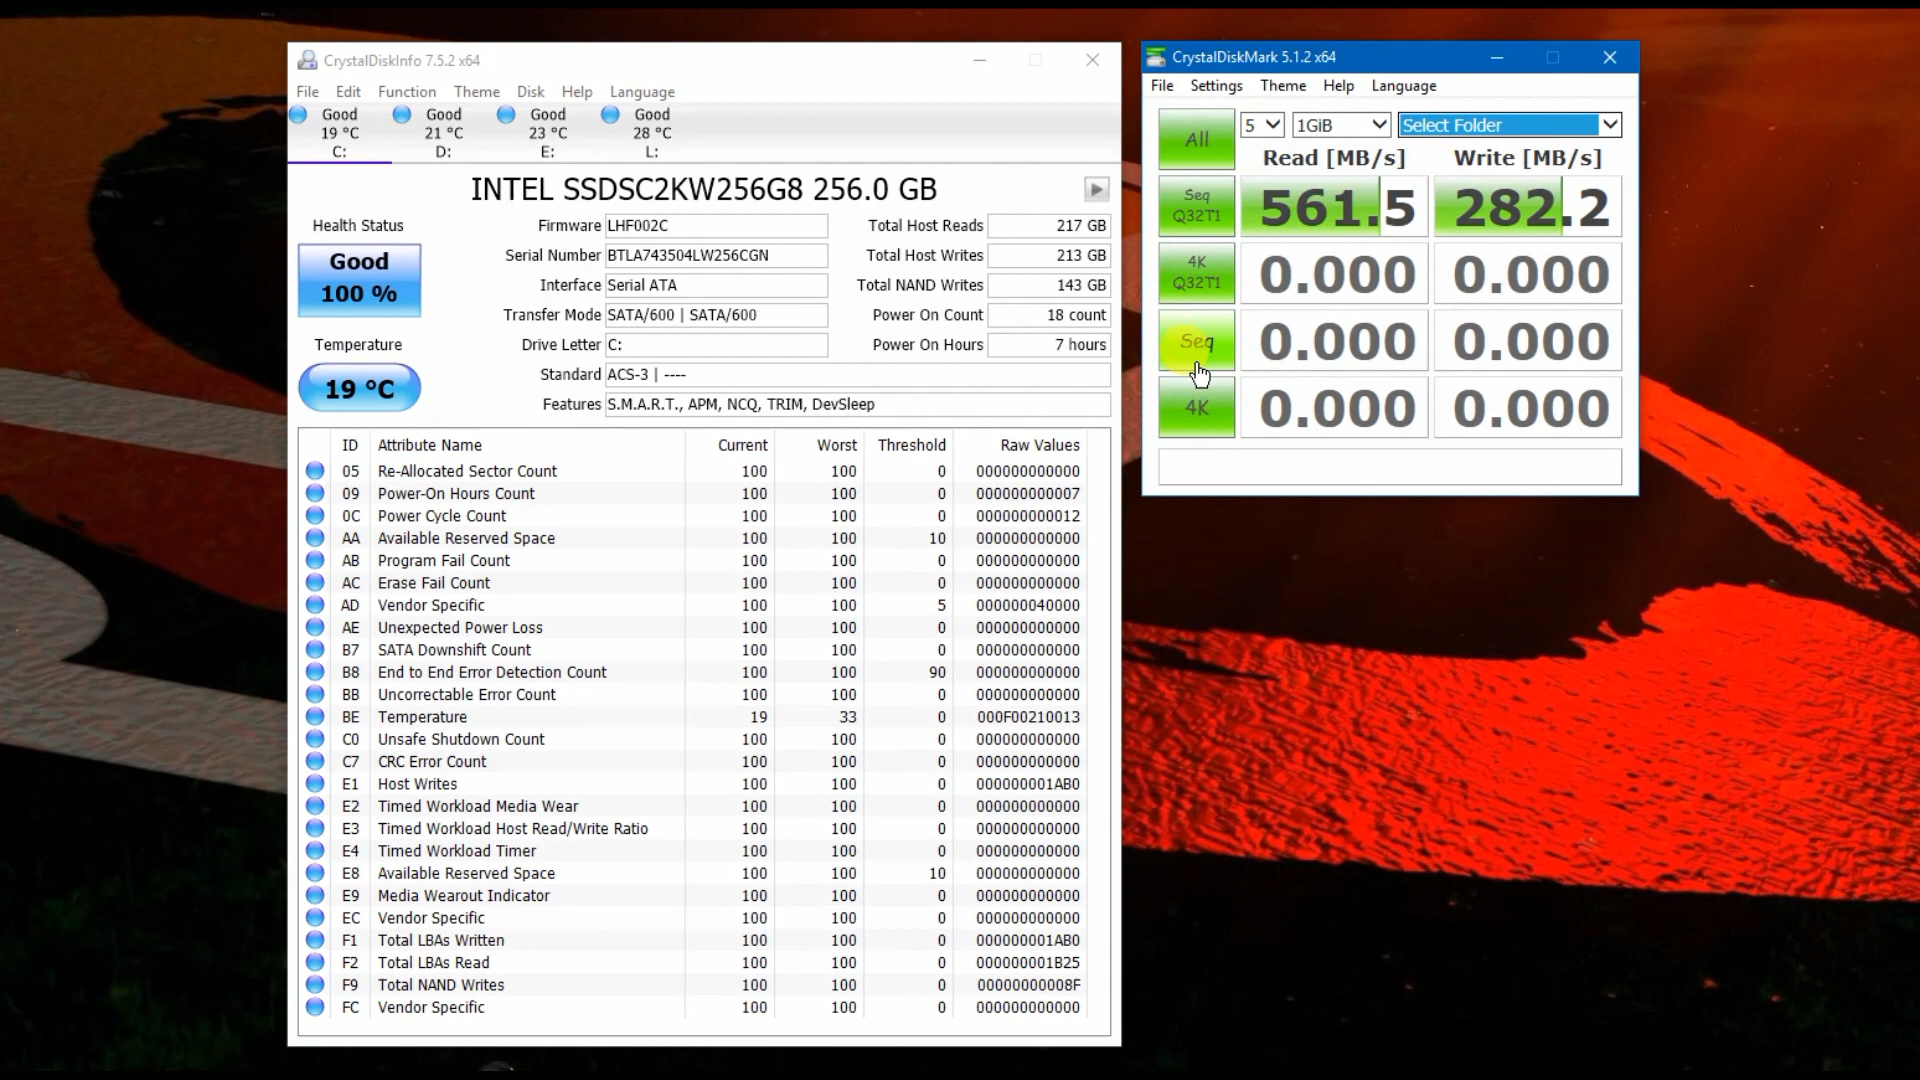 CrystalDiskInfo 7.5.2 x64
File Edit Function Theme Disk Help Language
Good Good Good Good
19 °C 21 °C 23 °C 28 °C
C: D: E: L:
INTEL SSDSC2KW256G8 256.0 GB
Health Status
Good
100 %
Temperature
19 °C
Firmware LHF002C
Serial Number BTLA743504LW256CGN
Interface Serial ATA
Transfer Mode SATA/600 | SATA/600
Drive Letter C:
Standard ACS-3 | ----
Features S.M.A.R.T., APM, NCQ, TRIM, DevSleep
Total Host Reads 217 GB
Total Host Writes 213 GB
Total NAND Writes 143 GB
Power On Count 18 count
Power On Hours 7 hours
ID Attribute Name Current Worst Threshold Raw Values
05 Re-Allocated Sector Count 100 100 0 000000000000
09 Power-On Hours Count 100 100 0 000000000007
0C Power Cycle Count 100 100 0 000000000012
AA Available Reserved Space 100 100 10 000000000000
AB Program Fail Count 100 100 0 000000000000
AC Erase Fail Count 100 100 0 000000000000
AD Vendor Specific 100 100 5 000000040000
AE Unexpected Power Loss 100 100 0 000000000000
B7 SATA Downshift Count 100 100 0 000000000000
B8 End to End Error Detection Count 100 100 90 000000000000
BB Uncorrectable Error Count 100 100 0 000000000000
BE Temperature 19 33 0 000F00210013
C0 Unsafe Shutdown Count 100 100 0 000000000000
C7 CRC Error Count 100 100 0 000000000000
E1 Host Writes 100 100 0 000000001AB0
E2 Timed Workload Media Wear 100 100 0 000000000000
E3 Timed Workload Host Read/Write Ratio 100 100 0 000000000000
E4 Timed Workload Timer 100 100 0 000000000000
E8 Available Reserved Space 100 100 10 000000000000
E9 Media Wearout Indicator 100 100 0 000000000000
EC Vendor Specific 100 100 0 000000000000
F1 Total LBAs Written 100 100 0 000000001AB0
F2 Total LBAs Read 100 100 0 000000001B25
F9 Total NAND Writes 100 100 0 00000000008F
FC Vendor Specific 100 100 0 000000000000
CrystalDiskMark 5.1.2 x64
File Settings Theme Help Language
All 5 1GiB Select Folder
Read [MB/s] Write [MB/s]
Seq Q32T1 561.5 282.2
4K Q32T1 0.000 0.000
Seq 0.000 0.000
4K 0.000 0.000